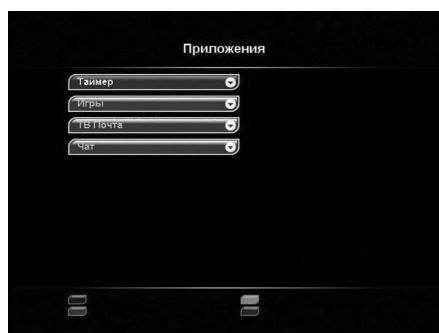 Приложения
Таймер
Игры
ТВ Почта
Чат